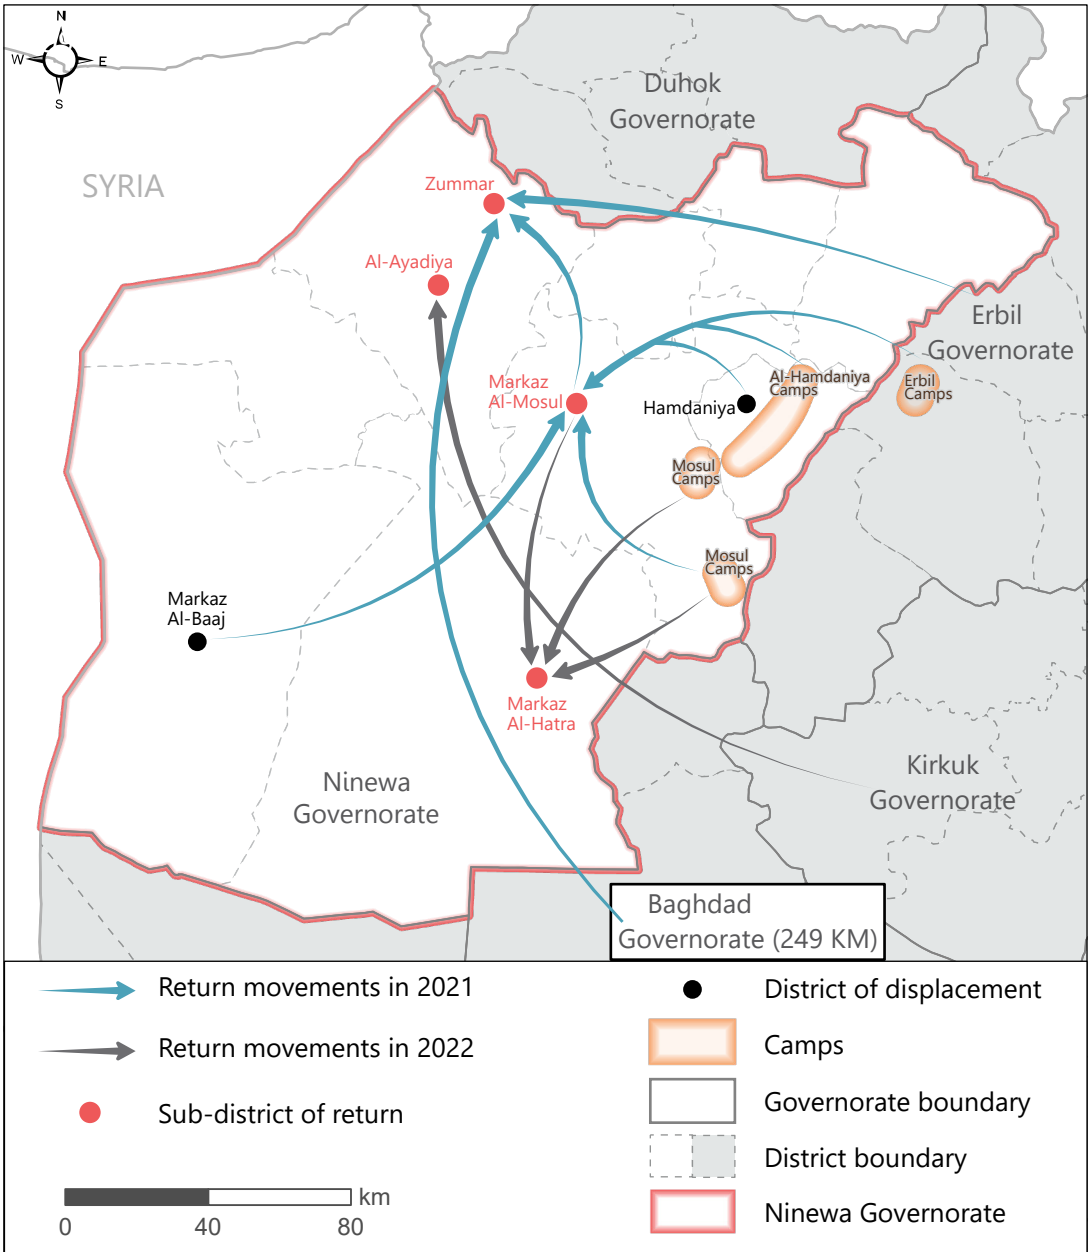 N
W
E
S
Duhok
Governorate
SYRIA
Zummar
Al-Ayadiya
Erbil
Governorate
Markaz
Al-Mosul
Al-Hamdaniya
Camps
Erbil
Camps
Hamdaniya
Mosul
Camps
Mosul
Camps
Markaz
Al-Baaj
Markaz
Al-Hatra
Ninewa
Governorate
Kirkuk
Governorate
Baghdad
Governorate (249 KM)
Return movements in 2021
Return movements in 2022
Sub-district of return
km
0 40 80
District of displacement
Camps
Governorate boundary
District boundary
Ninewa Governorate